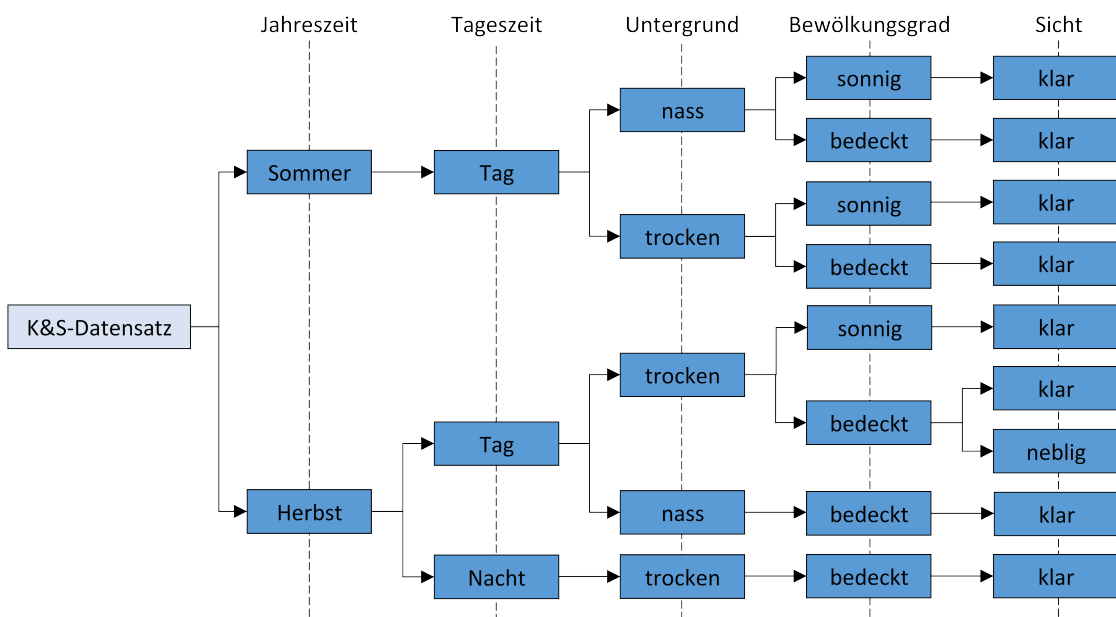 Jahreszeit Tageszeit Untergrund Bewölkungsgrad Sicht
sonnig klar
nass
bedeckt klar
Sommer Tag
sonnig klar
trocken
bedeckt klar
K&S-Datensatz
sonnig klar
trocken
klar
bedeckt
Tag
neblig
Herbst
nass bedeckt klar
Nacht trocken bedeckt klar